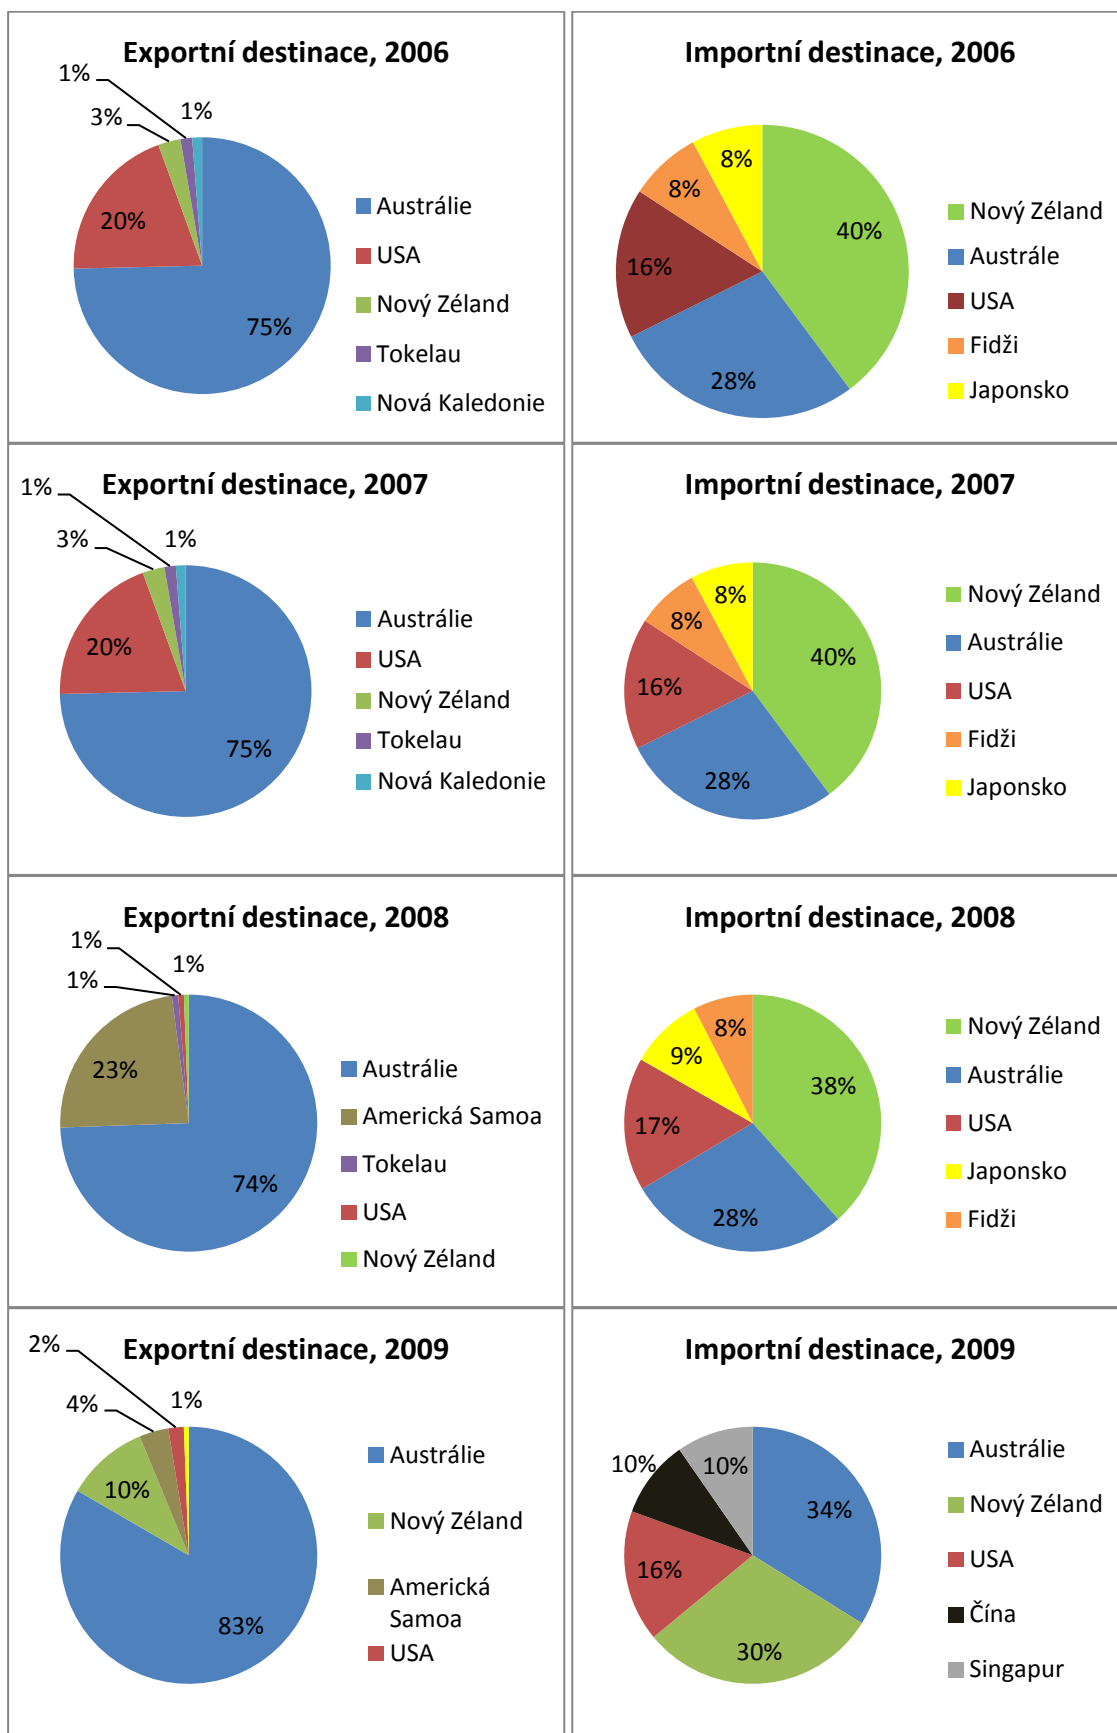 Exportní destinace, 2006
1%
1%
3%
20%
75%
Austrálie
USA
Nový Zéland
Tokelau
Nová Kaledonie
Importní destinace, 2006
8%
8%
40%
16%
28%
Nový Zéland
Austrále
USA
Fidži
Japonsko
Exportní destinace, 2007
1%
3%
1%
20%
75%
Austrálie
USA
Nový Zéland
Tokelau
Nová Kaledonie
Importní destinace, 2007
8%
8%
40%
16%
28%
Nový Zéland
Austrálie
USA
Fidži
Japonsko
Exportní destinace, 2008
1%
1%
1%
23%
74%
Austrálie
Americká Samoa
Tokelau
USA
Nový Zéland
Importní destinace, 2008
8%
9%
38%
17%
28%
Nový Zéland
Austrálie
USA
Japonsko
Fidži
Exportní destinace, 2009
2%
4%
1%
10%
83%
Austrálie
Nový Zéland
Americká
Samoa
USA
Importní destinace, 2009
10%
10%
34%
16%
30%
Austrálie
Nový Zéland
USA
Čína
Singapur